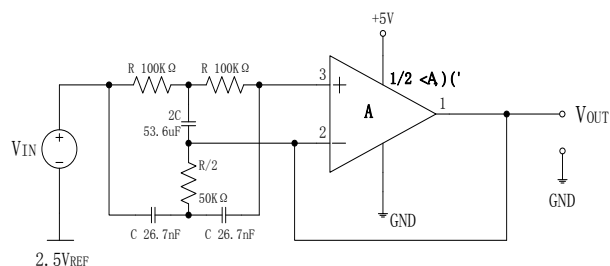 +5V
R 100KΩ R 100KΩ
3
+
1/2 <A)('
2C
53.6uF
A
1
VIN
+
−
2
−
VOUT
R/2
50KΩ
GND
GND
C 26.7nF C 26.7nF
2.5VREF